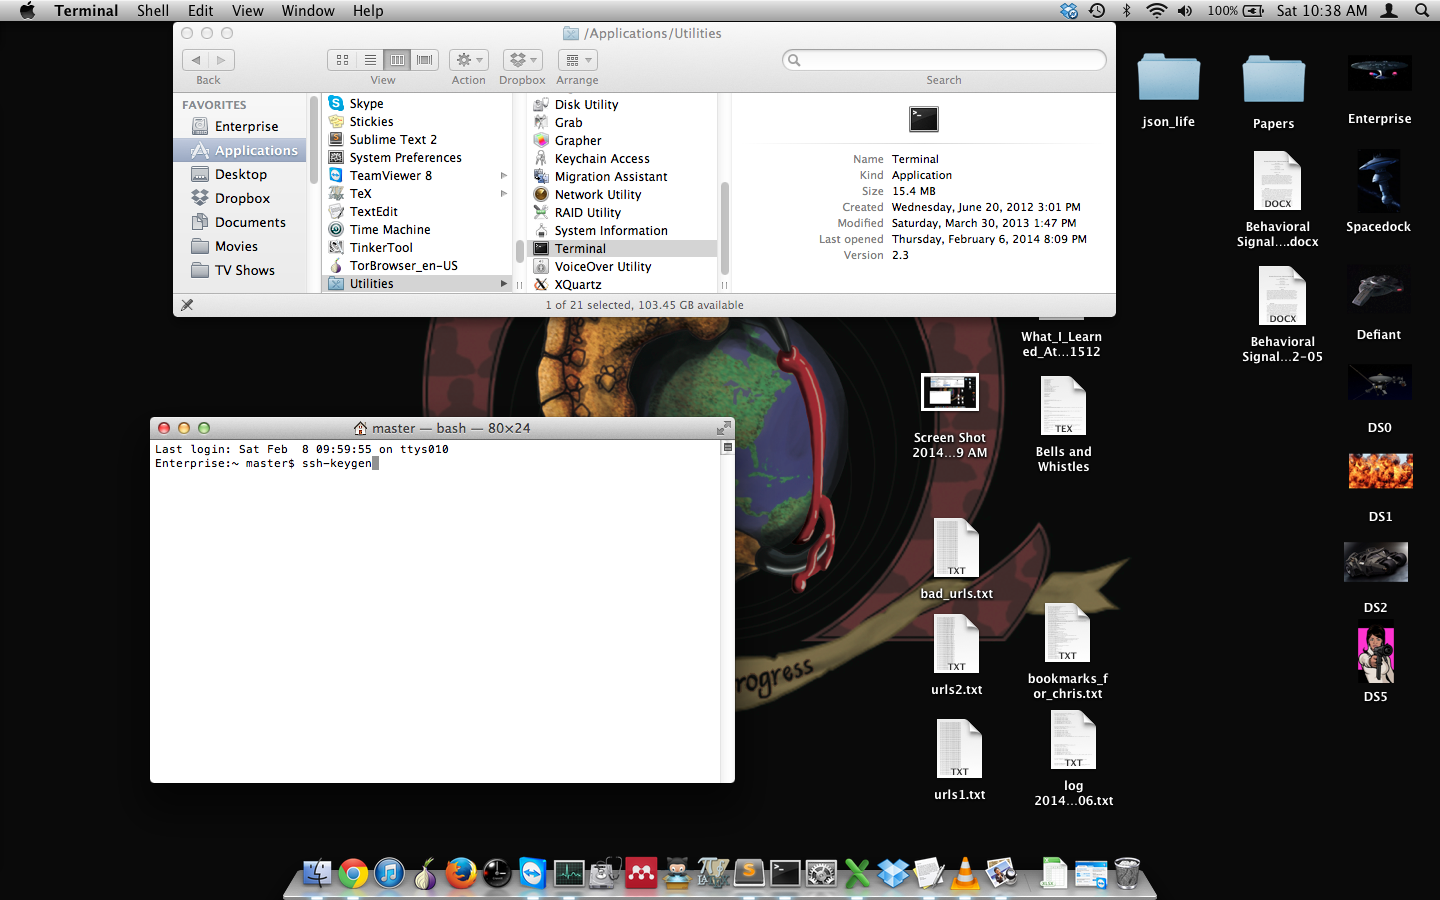 Terminal Shell Edit View Window Help
100% Sat 10:38 AM
/Applications/Utilities
Back View Action Dropbox Arrange Search
FAVORITES
Enterprise
Applications
Desktop
Dropbox
Documents
Movies
TV Shows
Skype
Stickies
Sublime Text 2
System Preferences
TeamViewer 8
TeX
TextEdit
Time Machine
TinkerTool
TorBrowser_en-US
Utilities
Disk Utility
Grab
Grapher
Keychain Access
Migration Assistant
Network Utility
RAID Utility
System Information
Terminal
VoiceOver Utility
XQuartz
Name Terminal
Kind Application
Size 15.4 MB
Created Wednesday, June 20, 2012 3:01 PM
Modified Saturday, March 30, 2013 1:47 PM
Last opened Thursday, February 6, 2014 8:09 PM
Version 2.3
1 of 21 selected, 103.45 GB available
master — bash — 80×24
Last login: Sat Feb  8 09:59:55 on ttys010
Enterprise:~ master$ ssh-keygen
json_life
Papers
Enterprise
DOCX
Behavioral
Signal....docx
Spacedock
DOCX
Behavioral
Signal...2-05
Defiant
What_I_Learn
ed_At...1512
Screen Shot
2014...9 AM
TEX
Bells and
Whistles
DS0
DS1
TXT
bad_urls.txt
DS2
TXT
urls2.txt
TXT
bookmarks_f
or_chris.txt
DS5
TXT
urls1.txt
TXT
log
2014...06.txt
rogress